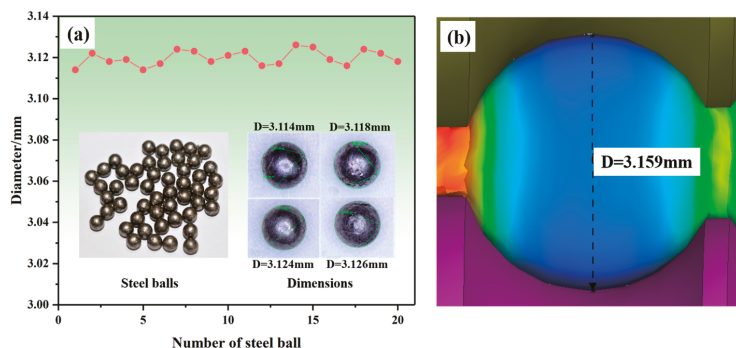 (a)
3.14
3.12
3.10
3.08
3.06
3.04
3.02
3.00
Diameter/mm
D=3.114mm
D=3.118mm
D=3.124mm
D=3.126mm
Steel balls
Dimensions
0
5
10
15
20
Number of steel ball
(b)
D=3.159mm